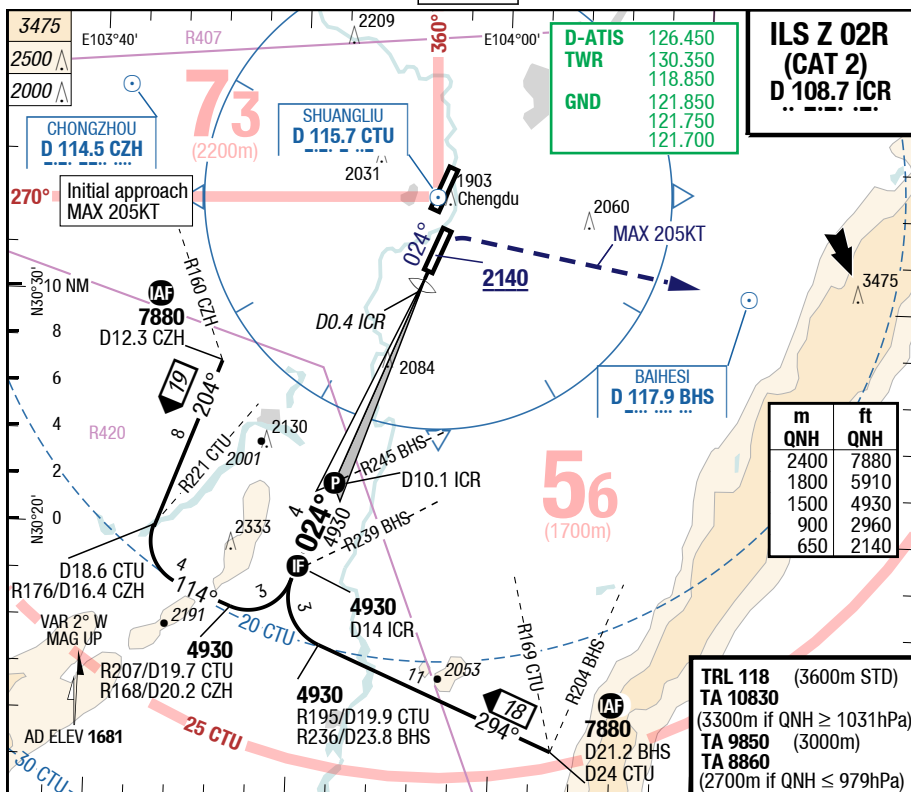 3475
2500
2000
E103°40'
R407
2209
360°
E104°00'
D-ATIS 126.450
TWR 130.350
118.850
GND 121.850
121.750
121.700
ILS Z 02R
(CAT 2)
D 108.7 ICR
73
(2200m)
CHONGZHOU
D 114.5 CZH
SHUANGLIU
D 115.7 CTU
2031
270°
Initial approach
MAX 205KT
1903
Chengdu
2060
024°
MAX 205KT
2140
3475
N30°30'
10 NM
8
6
4
2
0
N30°20'
IAF
7880
D12.3 CZH
R160 CZH
D0.4 ICR
2084
BAIHESI
D 117.9 BHS
19
204°
8
R420
R221 CTU
2130
2001
R245 BHS
P
D10.1 ICR
56
(1700m)
m ft
QNH QNH
2400 7880
1800 5910
1500 4930
900 2960
650 2140
4
024°
4930
R239 BHS
2333
IF
4930
D14 ICR
D18.6 CTU
R176/D16.4 CZH
4
114°
3
3
VAR 2° W
MAG UP
2191
20 CTU
4930
R207/D19.7 CTU
R168/D20.2 CZH
4930
R195/D19.9 CTU
R236/D23.8 BHS
11
2053
R169 CTU
R204 BHS
18
294°
IAF
7880
D21.2 BHS
D24 CTU
AD ELEV 1681
25 CTU
30 CTU
TRL 118 (3600m STD)
TA 10830
(3300m if QNH ≥ 1031hPa)
TA 9850 (3000m)
TA 8860
(2700m if QNH ≤ 979hPa)